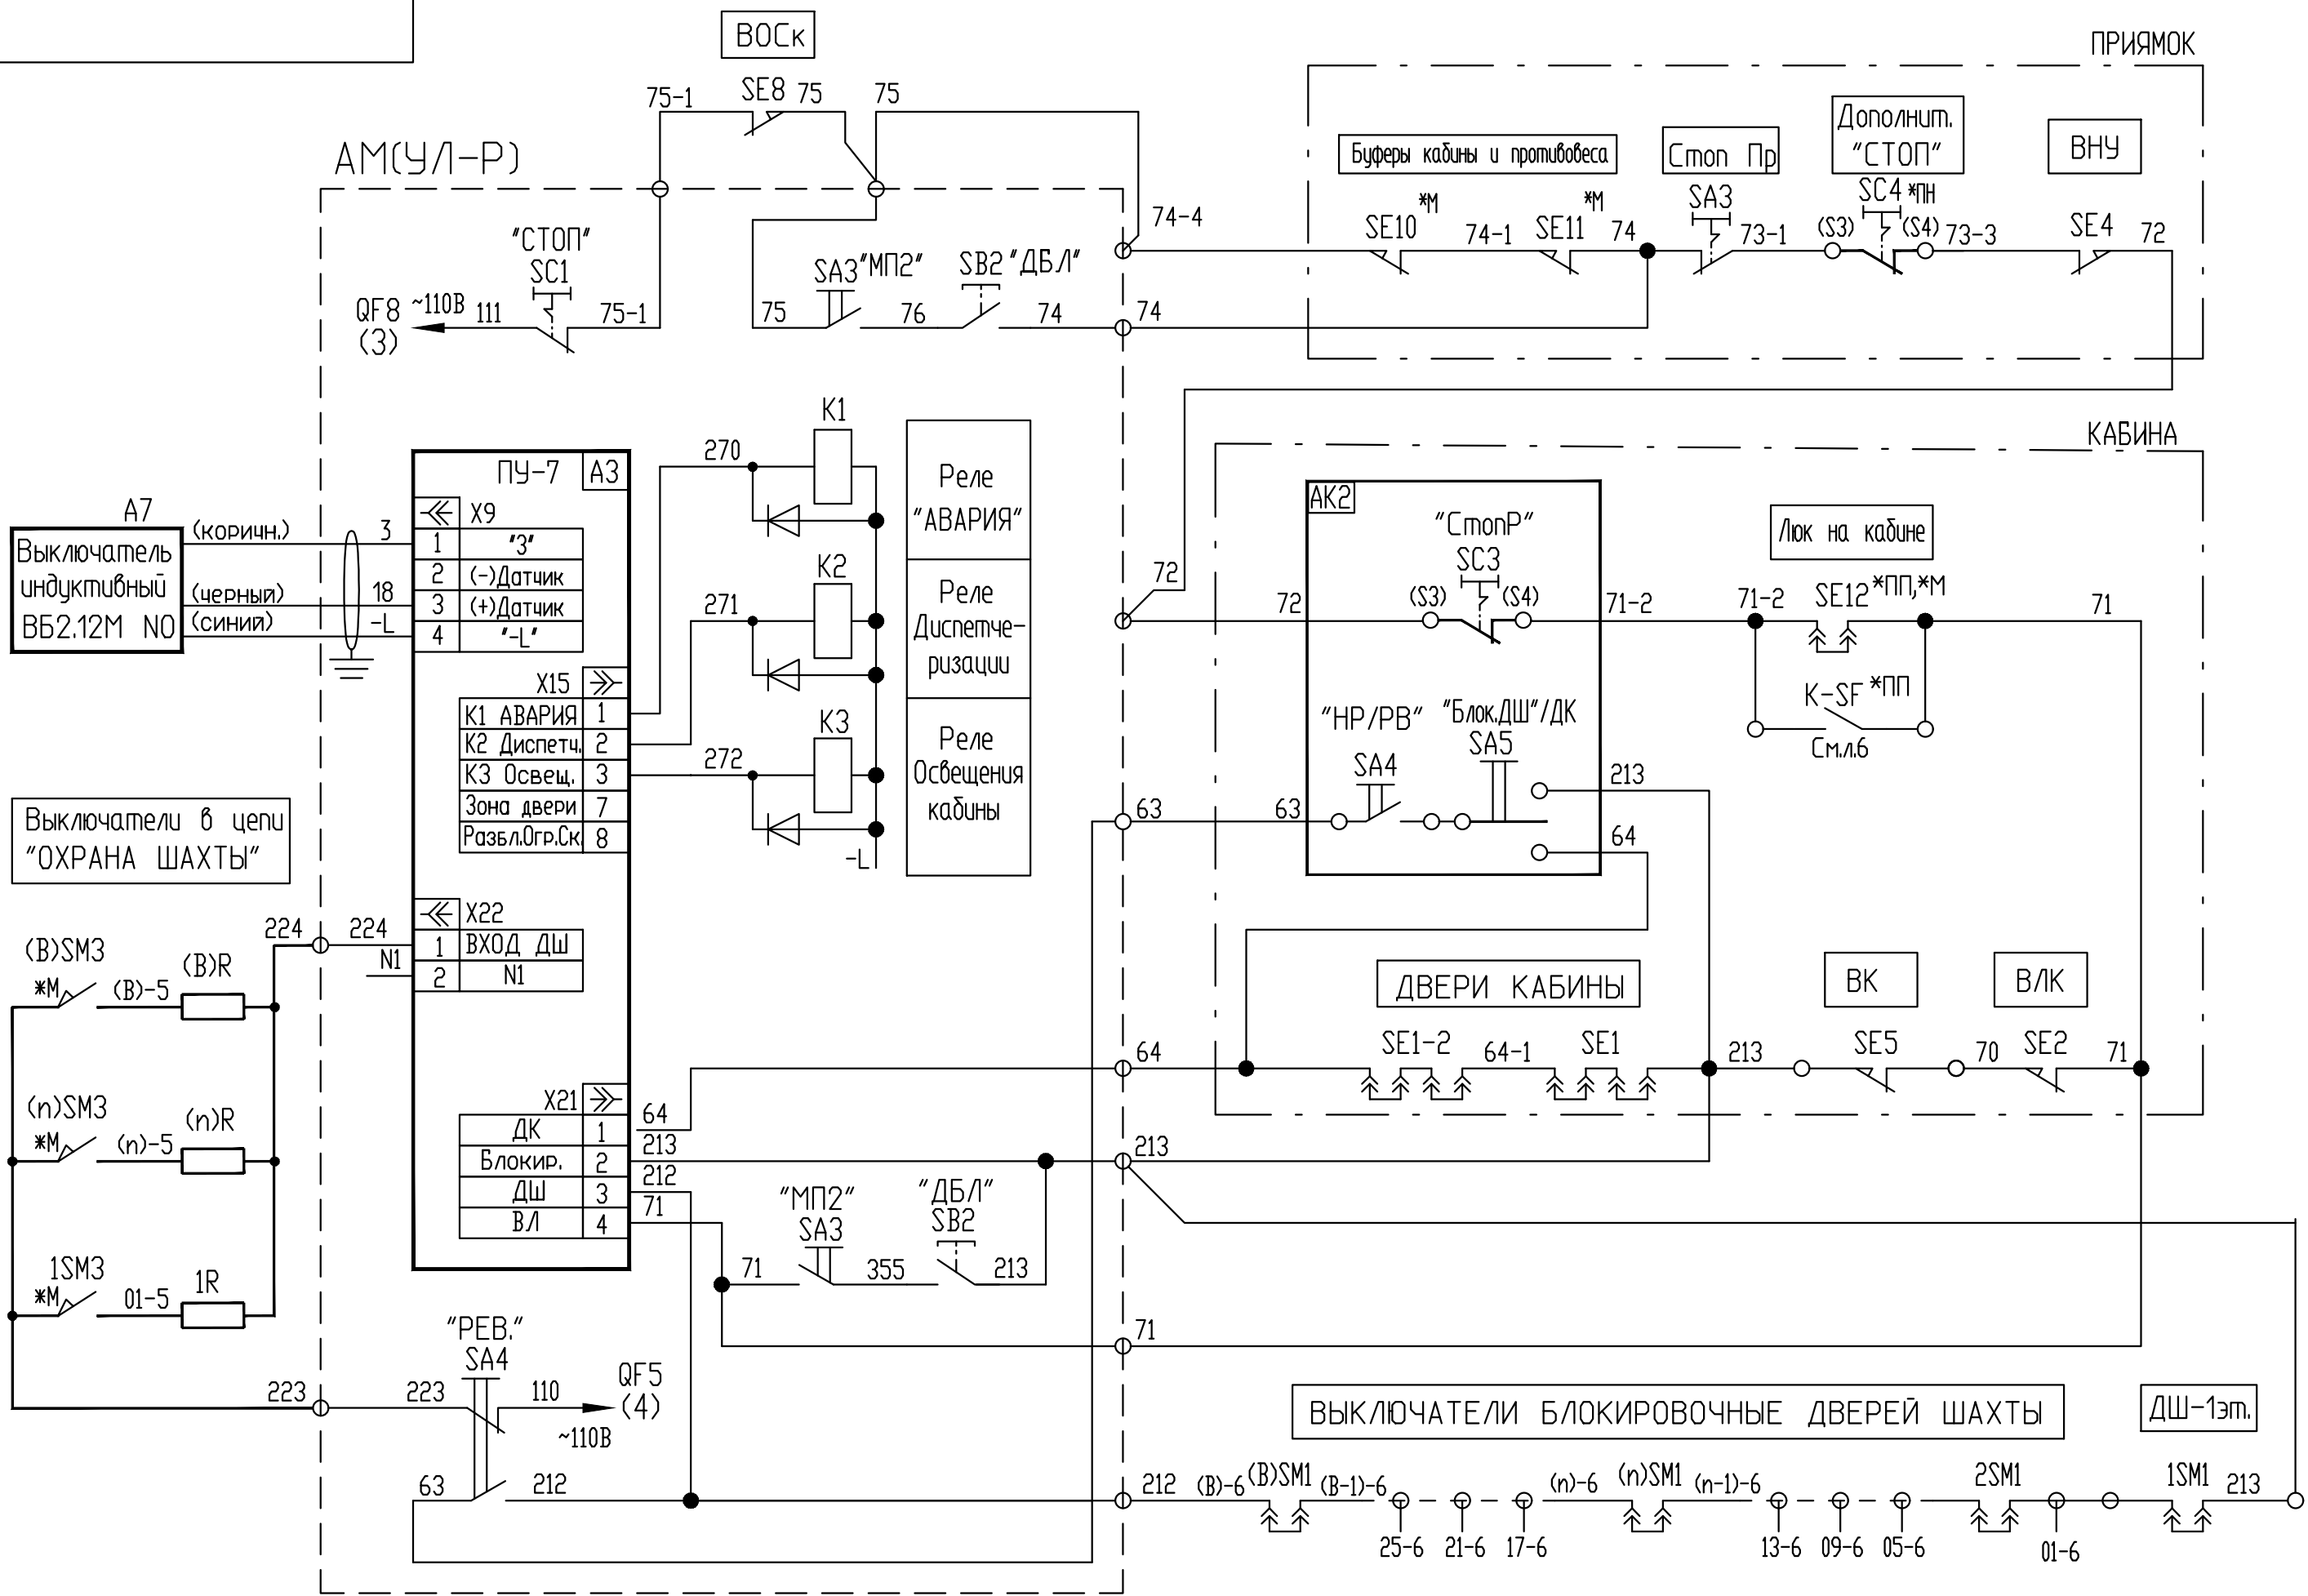 ВОСк
ПРИЯМОК
75-1
SE8
75
75
АМ(УЛ-Р)
Буферы кабины и противовеса
Стоп Пр
Дополнит.
"СТОП"
ВНУ
SE10
*М
74-1
SE11
*М
74
SA3
73-1
SC4 *ПН
(S3)
(S4)
73-3
SE4
72
74-4
"СТОП"
SC1
QF8
(3)
~110В
111
75-1
75
SA3 "МП2"
76
SB2 "ДБЛ"
74
74
КАБИНА
ПУ-7
А3
X9
1 "3"
2 (-)Датчик
3 (+)Датчик
4 "-L"
А7
Выключатель
индуктивный
ВБ2.12М NO
(коричн.)
3
(черный)
18
(синий)
-L
X15
К1 АВАРИЯ 1
К2 Диспетч. 2
К3 Освещ. 3
Зона двери 7
Разбл.Огр.Ск. 8
270
К1
271
К2
272
К3
-L
Реле
"АВАРИЯ"
Реле
Диспетче-
ризации
Реле
Освещения
кабины
72
72
АК2
"СтопР"
SC3
(S3)
(S4)
71-2
71-2
Люк на кабине
SE12 *ПП,*М
71
К-SF *ПП
См.л.6
"НР/РВ"
SA4
"Блок.ДШ"/ДК
SA5
213
64
63
63
Выключатели в цепи
"ОХРАНА ШАХТЫ"
224
224
N1
X22
1 ВХОД ДШ
2 N1
(В)SM3
*М
(В)-5
(В)R
(n)SM3
*М
(n)-5
(n)R
1SM3
*М
01-5
1R
ДВЕРИ КАБИНЫ
ВК
ВЛК
64
SE1-2
64-1
SE1
213
SE5
70
SE2
71
X21
ДК 1
Блокир. 2
ДШ 3
ВЛ 4
64
213
212
71
213
"МП2"
SA3
71
355
"ДБЛ"
SB2
213
71
"РЕВ."
SA4
223
223
110
QF5
(4)
~110В
63
212
ВЫКЛЮЧАТЕЛИ БЛОКИРОВОЧНЫЕ ДВЕРЕЙ ШАХТЫ
ДШ-1эт.
212
(В)-6
(В)SM1
(В-1)-6
25-6
21-6
17-6
(n)-6
(n)SM1
(n-1)-6
13-6
09-6
05-6
2SM1
01-6
1SM1
213